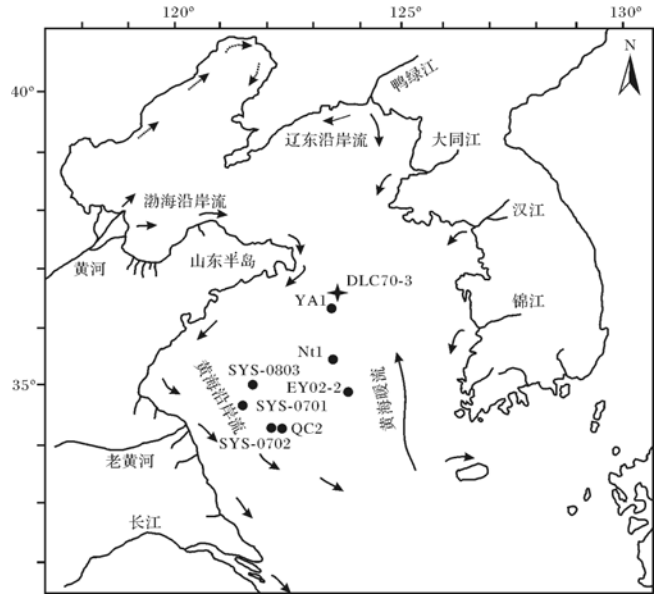 120°
125°
130°
N
40°
鸭绿江
辽东沿岸流
大同江
渤海沿岸流
汉江
黄河
山东半岛
DLC70-3
YA1
锦江
Nt1
SYS-0803
35°
EY02-2
黄海沿岸流
黄海暖流
SYS-0701
QC2
SYS-0702
老黄河
长江